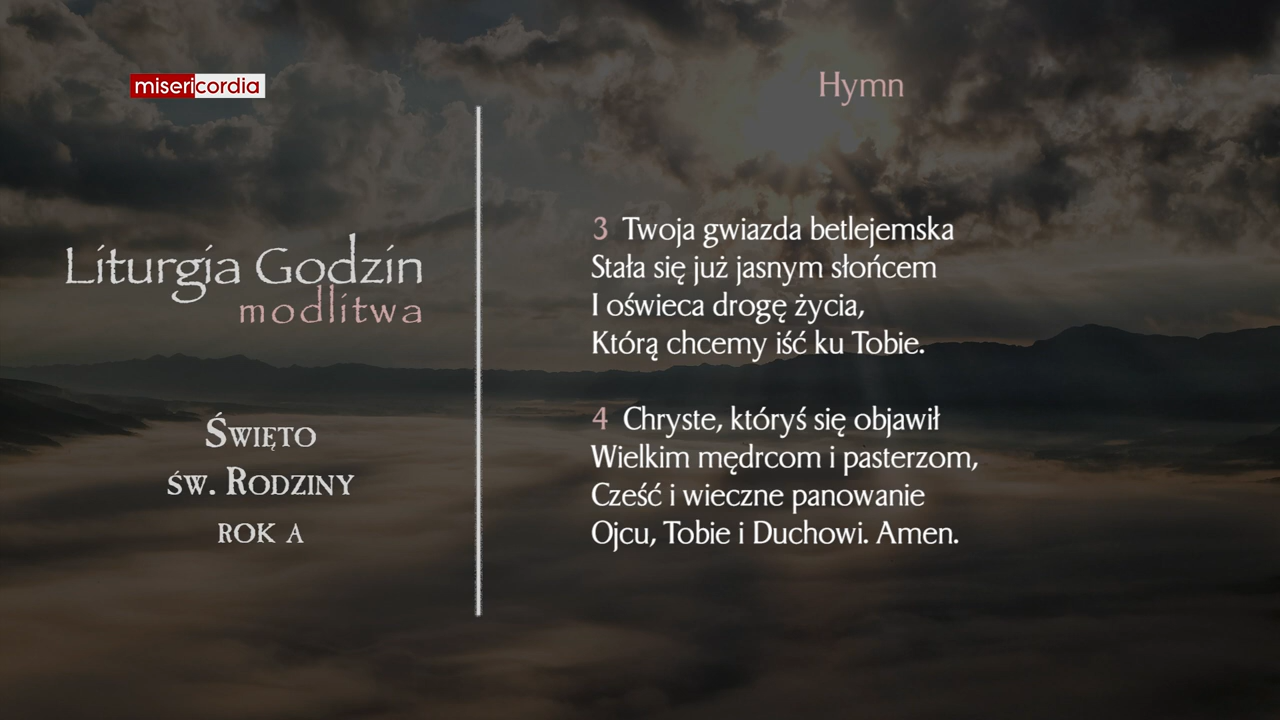 misericordia
Liturgia Godzin
modlitwa
Święto
św. Rodziny
rok A
Hymn
3 Twoja gwiazda betlejemska
Stała się już jasnym słońcem
I oświeca drogę życia,
Którą chcemy iść ku Tobie.
4 Chryste, któryś się objawił
Wielkim mędrcom i pasterzom,
Cześć i wieczne panowanie
Ojcu, Tobie i Duchowi. Amen.